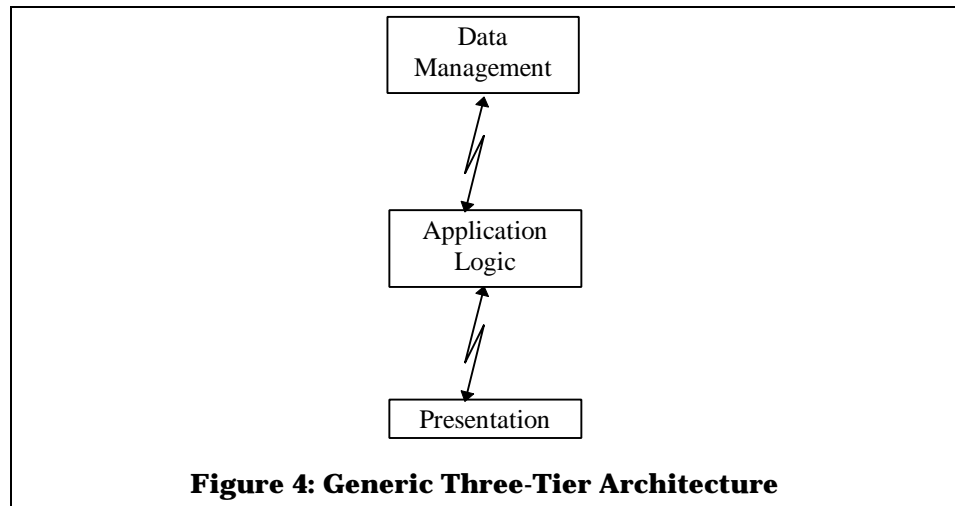 Data
Management
Application
Logic
Presentation
Figure 4: Generic Three-Tier Architecture